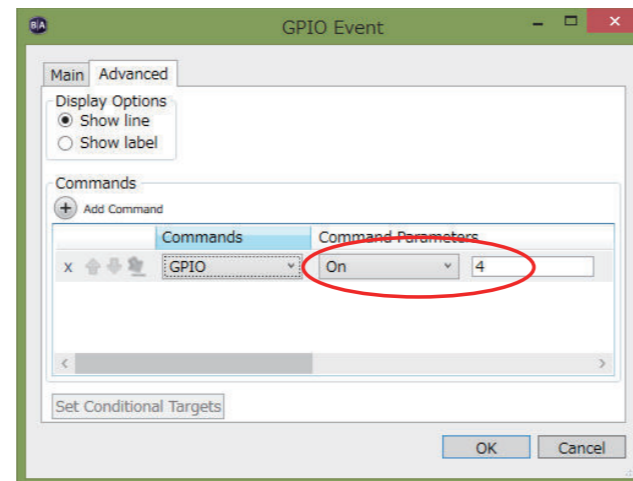 BA
GPIO Event
Main Advanced
Display Options
Show line
Show label
Commands
+ Add Command
Commands Command Parameters
x GPIO On 4
Set Conditional Targets
OK Cancel